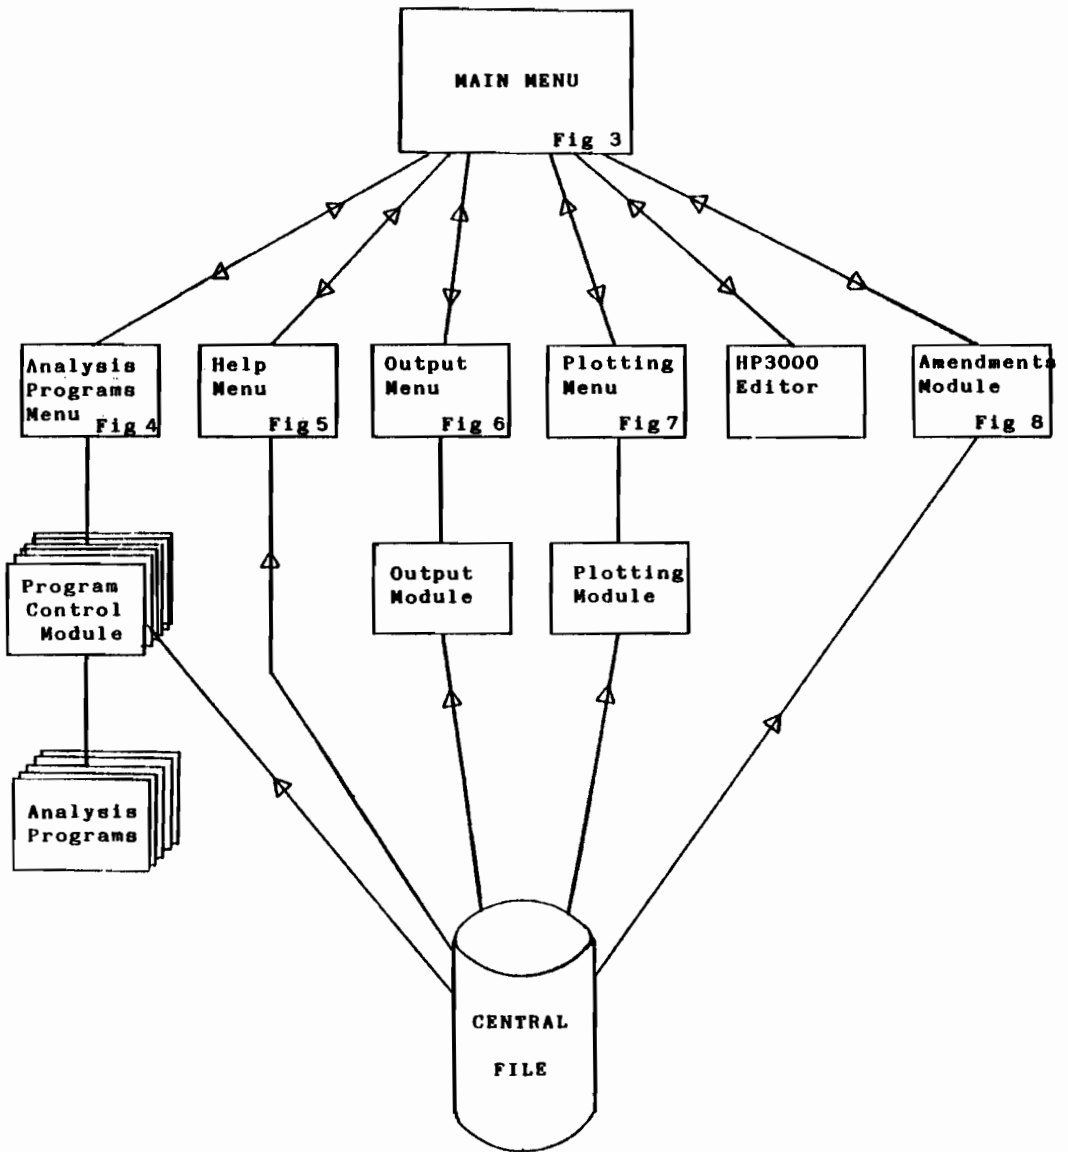 MAIN MENU
Fig 3
Analysis
Programs
Menu
Fig 4
Help
Menu
Fig 5
Output
Menu
Fig 6
Plotting
Menu
Fig 7
HP3000
Editor
Amendments
Module
Fig 8
Program
Control
Module
Output
Module
Plotting
Module
Analysis
Programs
CENTRAL
FILE